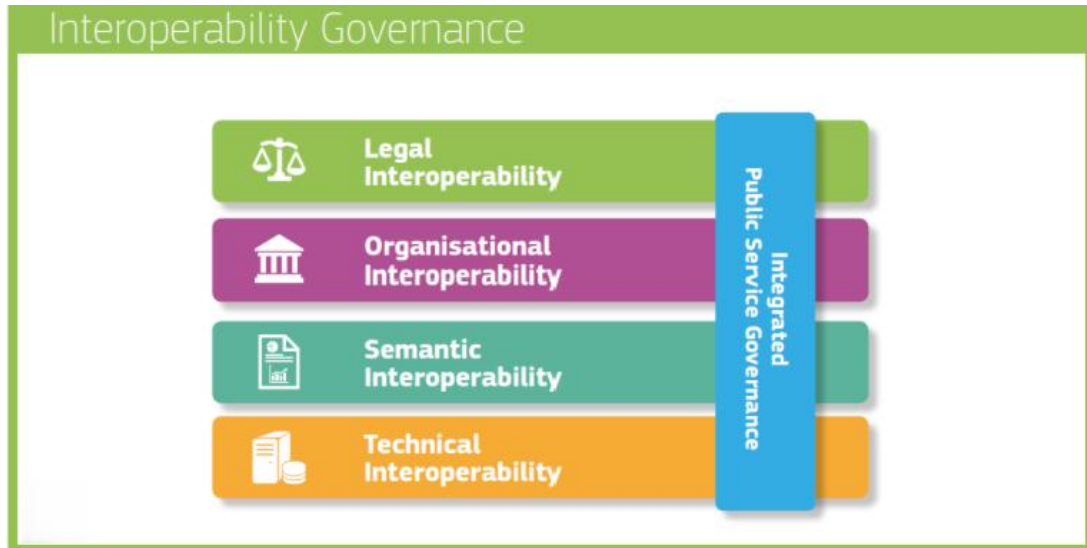 Interoperability Governance
Legal
Interoperability
Organisational
Interoperability
Semantic
Interoperability
Technical
Interoperability
Integrated
Public Service Governance